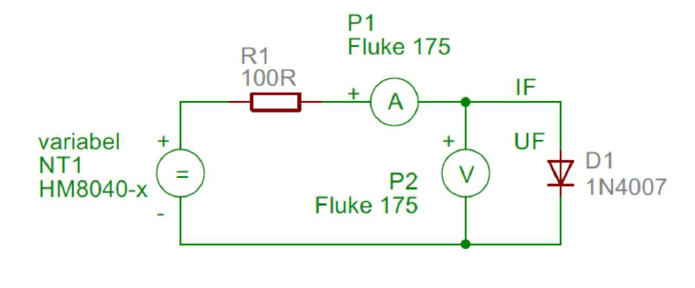 P1
Fluke 175
R1
100R
+
A
IF
variabel
NT1
HM8040-x
+
=
-
+
V
UF
P2
Fluke 175
D1
1N4007